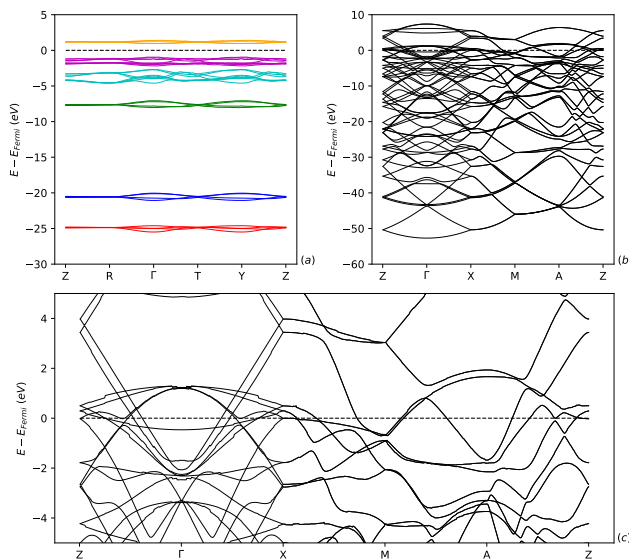 5
0
−5
−10
−15
−20
−25
−30
E − E_Fermi (eV)
Z R Γ T Y Z
(a)
10
0
−10
−20
−30
−40
−50
−60
E − E_Fermi (eV)
Z Γ X M A Z
(b
4
2
0
−2
−4
E − E_Fermi (eV)
Z Γ X M A Z
(c)